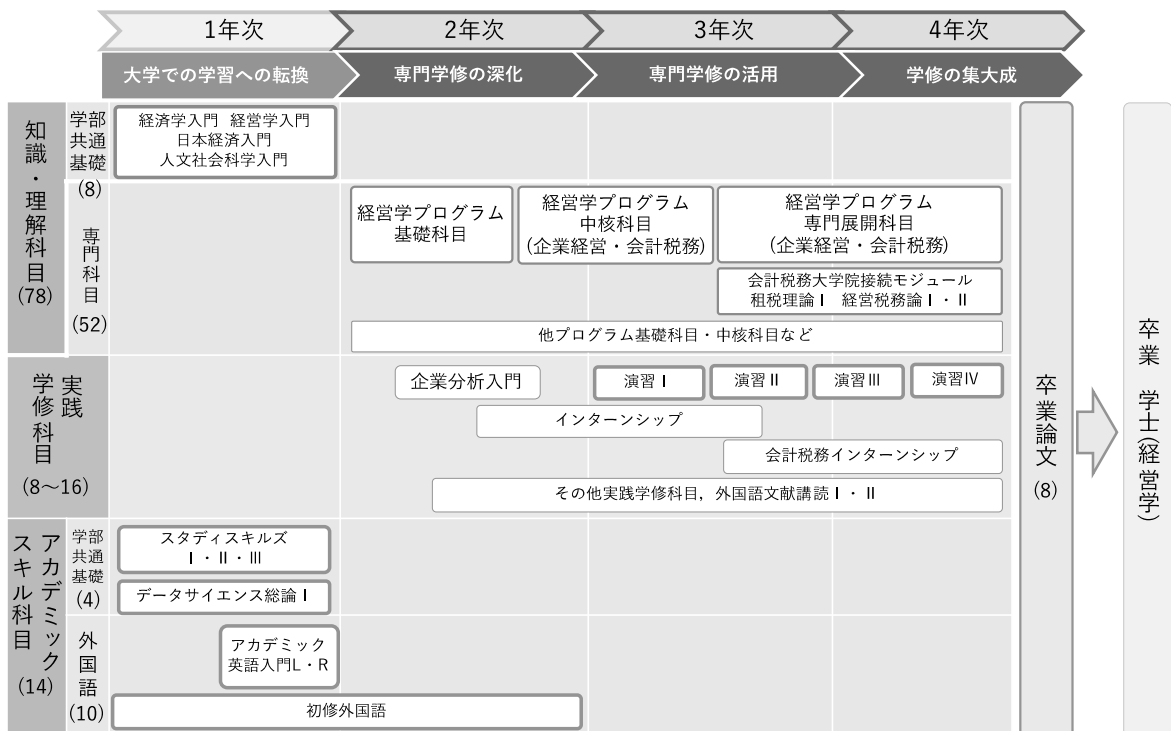 1年次
2年次
3年次
4年次
大学での学習への転換
専門学修の深化
専門学修の活用
学修の集大成
知識・理解科目
(78)
学部
共通
基礎
(8)
経済学入門 経営学入門
日本経済入門
人文社会科学入門
専門科目
(52)
経営学プログラム
基礎科目
経営学プログラム
中核科目
(企業経営・会計税務)
経営学プログラム
専門展開科目
(企業経営・会計税務)
会計税務大学院接続モジュール
租税理論Ⅰ 経営税務論Ⅰ・Ⅱ
他プログラム基礎科目・中核科目など
実践
学修科目
(8～16)
企業分析入門
演習Ⅰ
演習Ⅱ
演習Ⅲ
演習Ⅳ
インターンシップ
会計税務インターンシップ
その他実践学修科目，外国語文献講読Ⅰ・Ⅱ
アカデミック
スキル科目
(14)
学部
共通
基礎
(4)
スタディスキルズ
Ⅰ・Ⅱ・Ⅲ
データサイエンス総論Ⅰ
外国語
(10)
アカデミック
英語入門L・R
初修外国語
卒業論文
(8)
卒業 学士(経営学)